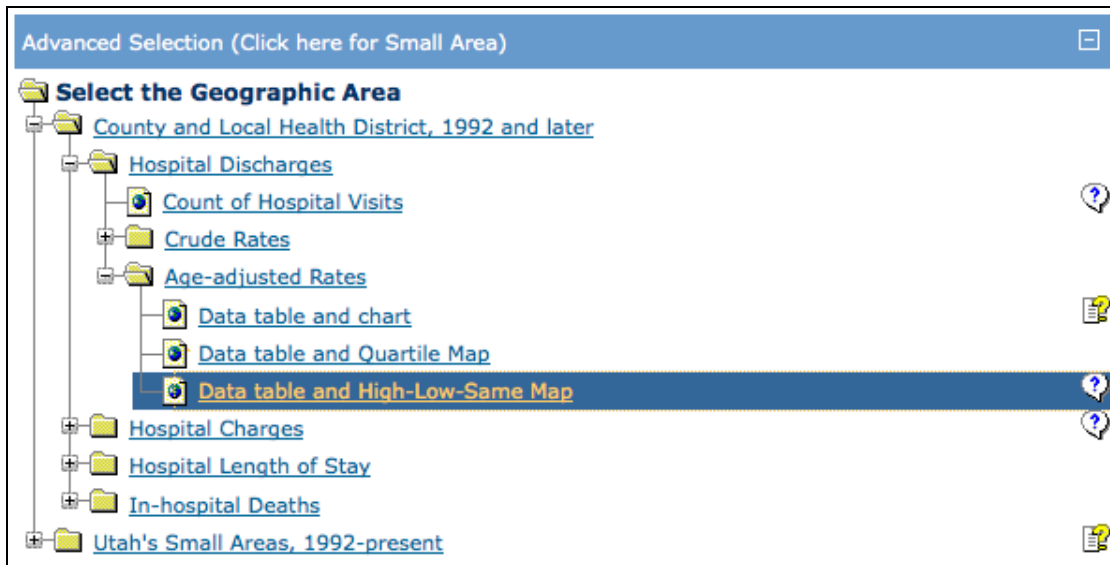 Advanced Selection (Click here for Small Area)
Select the Geographic Area
County and Local Health District, 1992 and later
Hospital Discharges
Count of Hospital Visits
Crude Rates
Age-adjusted Rates
Data table and chart
Data table and Quartile Map
Data table and High-Low-Same Map
Hospital Charges
Hospital Length of Stay
In-hospital Deaths
Utah's Small Areas, 1992-present